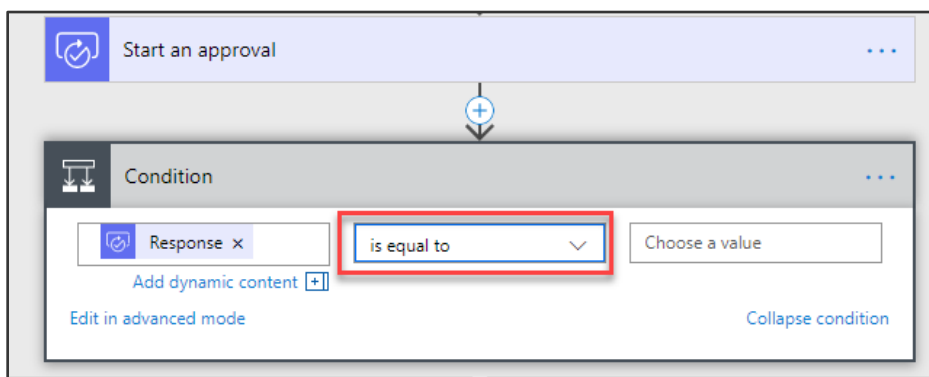 Start an approval
Condition
Response × is equal to Choose a value
Add dynamic content
Edit in advanced mode Collapse condition